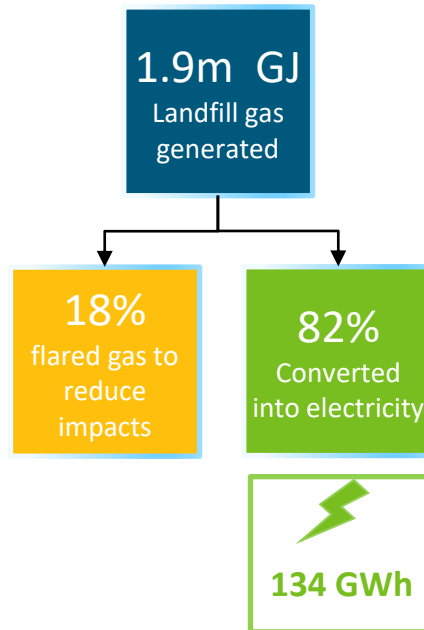 1.9m  GJ
Landfill gas
generated
18%
flared gas to
reduce
impacts
82%
Converted
into electricity
134 GWh